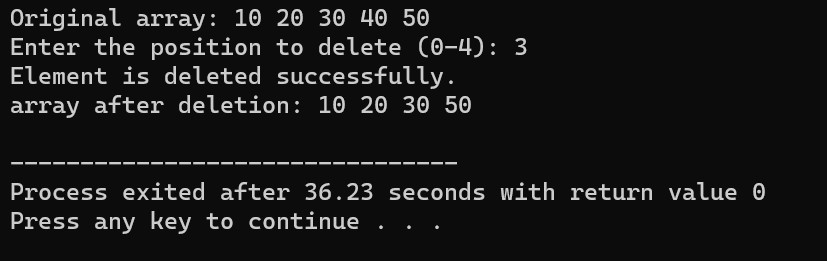 Original array: 10 20 30 40 50
Enter the position to delete (0-4): 3
Element is deleted successfully.
array after deletion: 10 20 30 50
--------------------------------
Process exited after 36.23 seconds with return value 0
Press any key to continue . . .